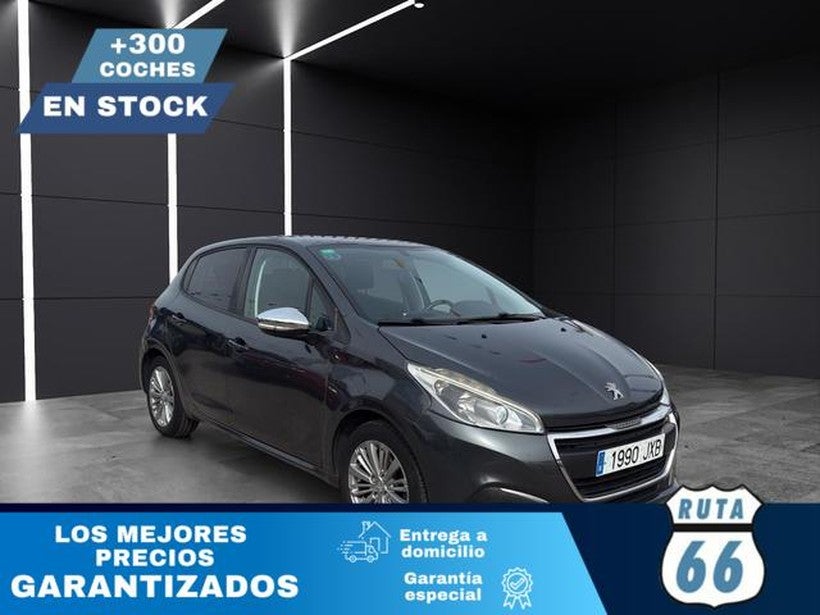 +300
COCHES
EN STOCK
1990 JXB
LOS MEJORES
PRECIOS
GARANTIZADOS
Entrega a
domicilio
Garantía
especial
RUTA
66